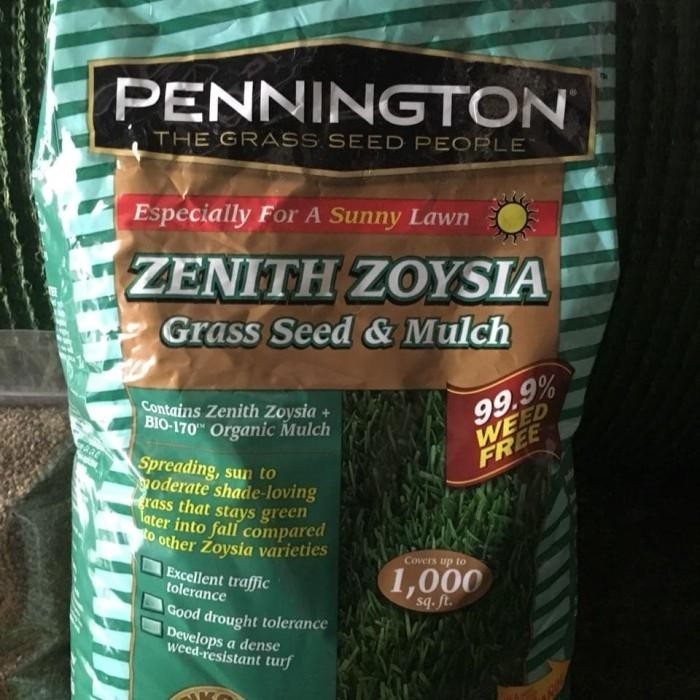 PENNINGTON®
THE GRASS SEED PEOPLE™
Especially For A Sunny Lawn
ZENITH ZOYSIA
Grass Seed & Mulch
99.9%
WEED
FREE
Contains Zenith Zoysia +
BIO-170™ Organic Mulch
Spreading, sun to
moderate shade-loving
grass that stays green
later into fall compared
to other Zoysia varieties
Excellent traffic
tolerance
Good drought tolerance
Develops a dense
weed-resistant turf
Covers up to
1,000
sq. ft.